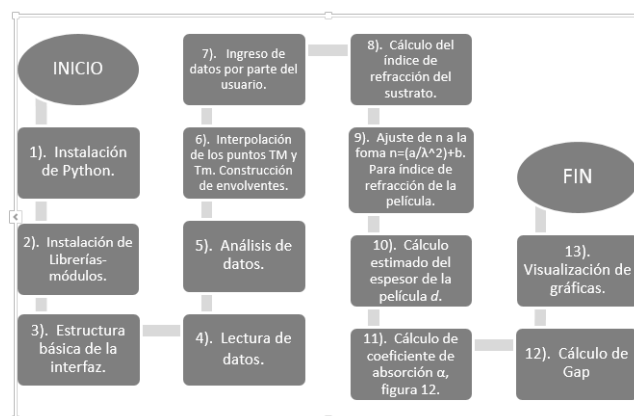 INICIO
1). Instalación
de Python.
2). Instalación de
Librerías-
módulos.
3). Estructura
básica de la
interfaz.
4). Lectura de
datos.
5). Análisis de
datos.
6). Interpolación
de los puntos TM y
Tm. Construcción
de envolventes.
7). Ingreso de
datos por parte del
usuario.
8). Cálculo del
índice de
refracción del
sustrato.
9). Ajuste de n a la
foma n=(a/λ^2)+b.
Para índice de
refracción de la
película.
10). Cálculo
estimado del
espesor de la
película d.
11). Cálculo de
coeficiente de
absorción α,
figura 12.
12). Cálculo de
Gap
13).
Visualización de
gráficas.
FIN